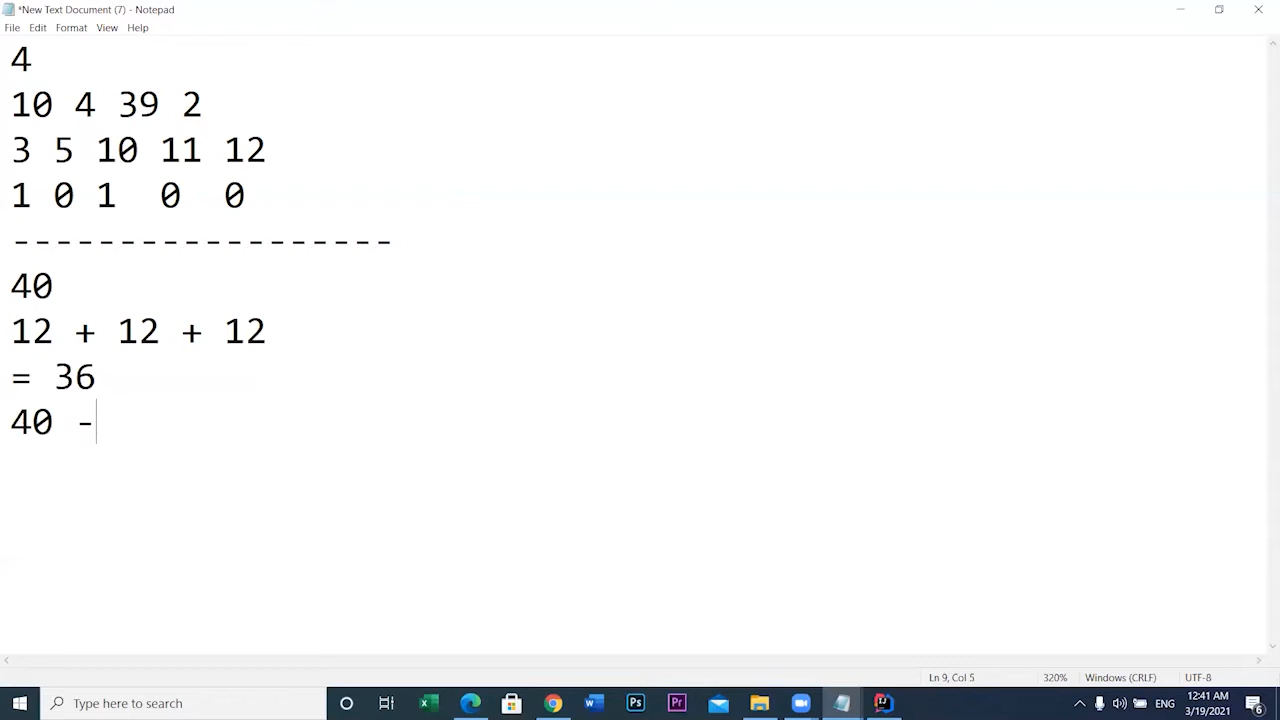 *New Text Document (7) - Notepad
File Edit Format View Help
4
10 4 39 2
3 5 10 11 12
1 0 1 0 0
------------------
40
12 + 12 + 12
= 36
40 -
Ln 9, Col 5 320% Windows (CRLF) UTF-8
Type here to search
ENG
12:41 AM
3/19/2021
6